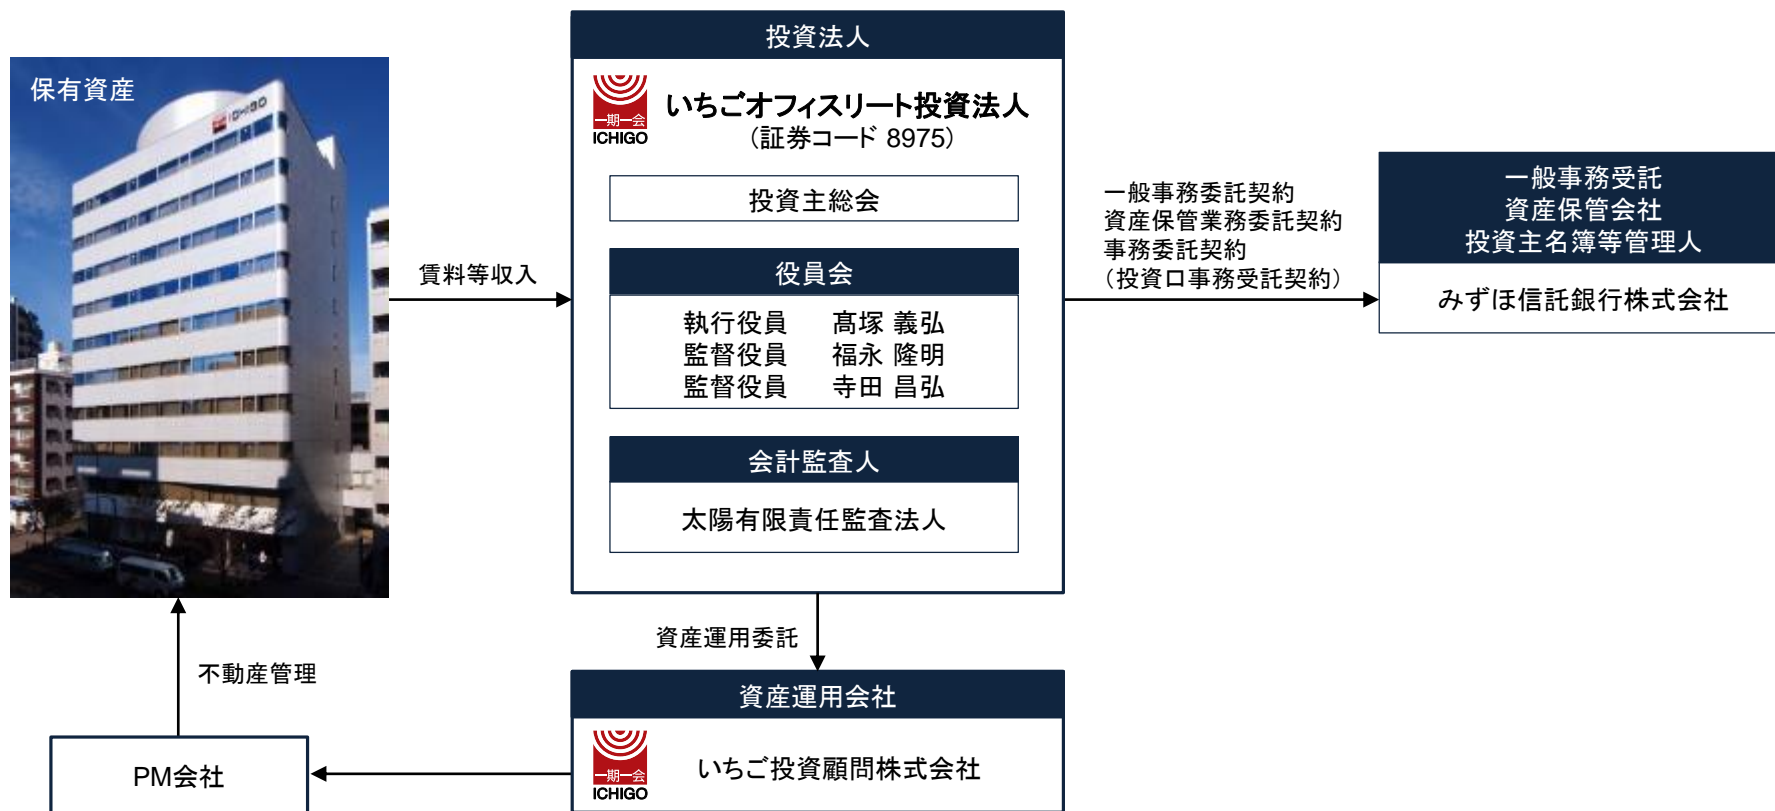 保有資産
ICHIGO
賃料等収入
投資法人
一期一会
ICHIGO
いちごオフィスリート投資法人
(証券コード 8975)
投資主総会
役員会
執行役員 髙塚 義弘
監督役員 福永 隆明
監督役員 寺田 昌弘
会計監査人
太陽有限責任監査法人
一般事務委託契約
資産保管業務委託契約
事務委託契約
(投資口事務受託契約)
一般事務受託
資産保管会社
投資主名簿等管理人
みずほ信託銀行株式会社
資産運用委託
資産運用会社
一期一会
ICHIGO
いちご投資顧問株式会社
不動産管理
PM会社